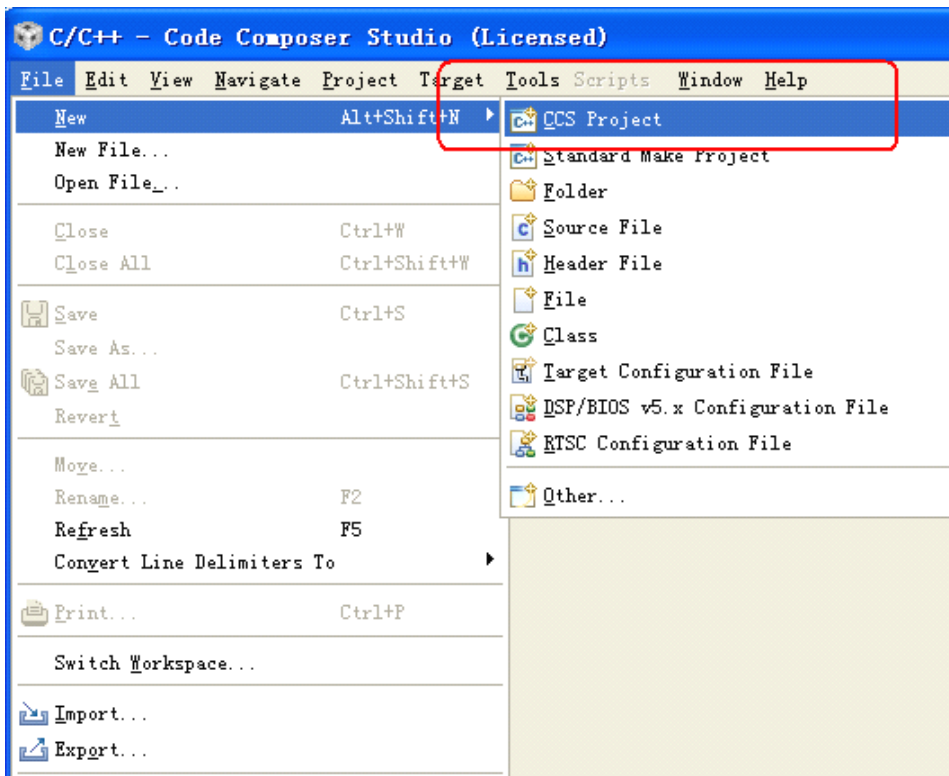 C/C++ - Code Composer Studio (Licensed)
File Edit View Navigate Project Target Tools Scripts Window Help
New Alt+Shift+N
New File...
Open File...
Close Ctrl+W
Close All Ctrl+Shift+W
Save Ctrl+S
Save As...
Save All Ctrl+Shift+S
Revert
Move...
Rename... F2
Refresh F5
Convert Line Delimiters To
Print... Ctrl+P
Switch Workspace...
Import...
Export...
CCS Project
Standard Make Project
Folder
Source File
Header File
File
Class
Target Configuration File
DSP/BIOS v5.x Configuration File
RTSC Configuration File
Other...